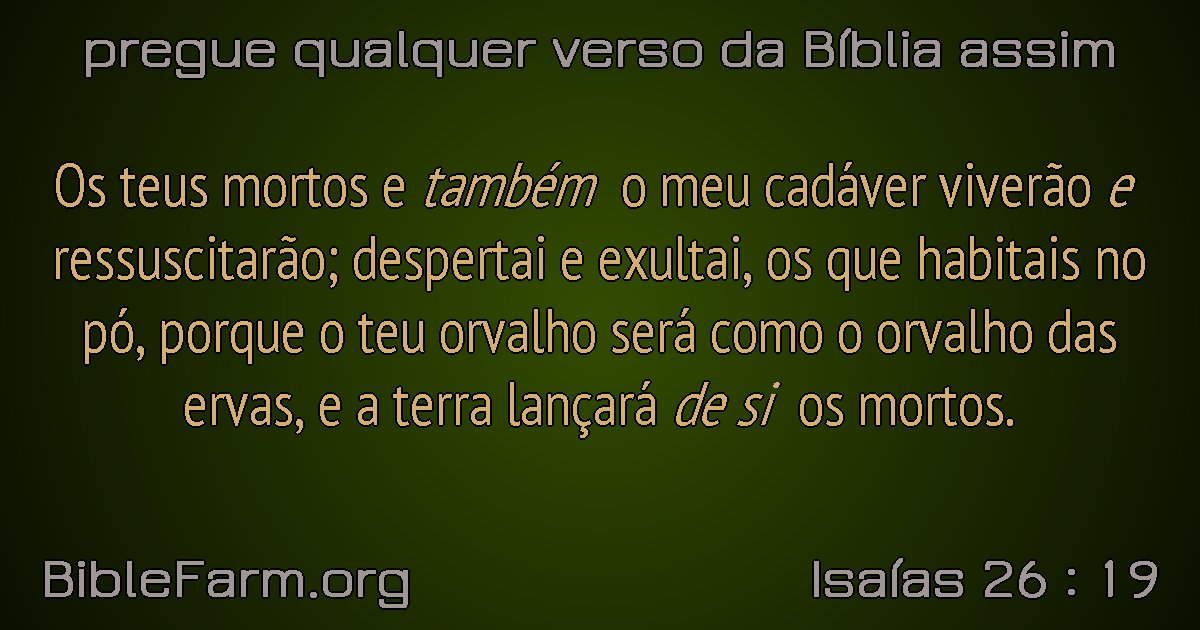 pregue qualquer verso da Bíblia assim
Os teus mortos e também o meu cadáver viverão e
ressuscitarão; despertai e exultai, os que habitais no
pó, porque o teu orvalho será como o orvalho das
ervas, e a terra lançará de si os mortos.
BibleFarm.org
Isaías 26 : 19